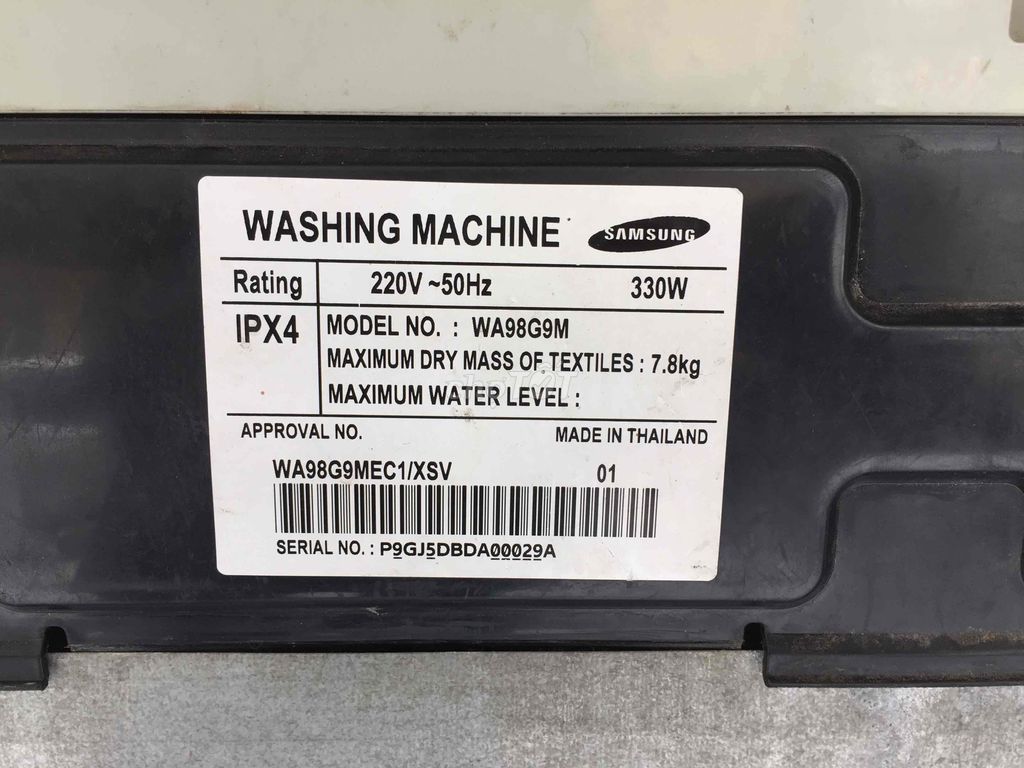 WASHING MACHINE SAMSUNG
Rating 220V ~50Hz 330W
IPX4 MODEL NO. : WA98G9M
MAXIMUM DRY MASS OF TEXTILES : 7.8kg
MAXIMUM WATER LEVEL :
APPROVAL NO. MADE IN THAILAND
WA98G9MEC1/XSV 01
SERIAL NO. : P9GJ5DBDA00029A